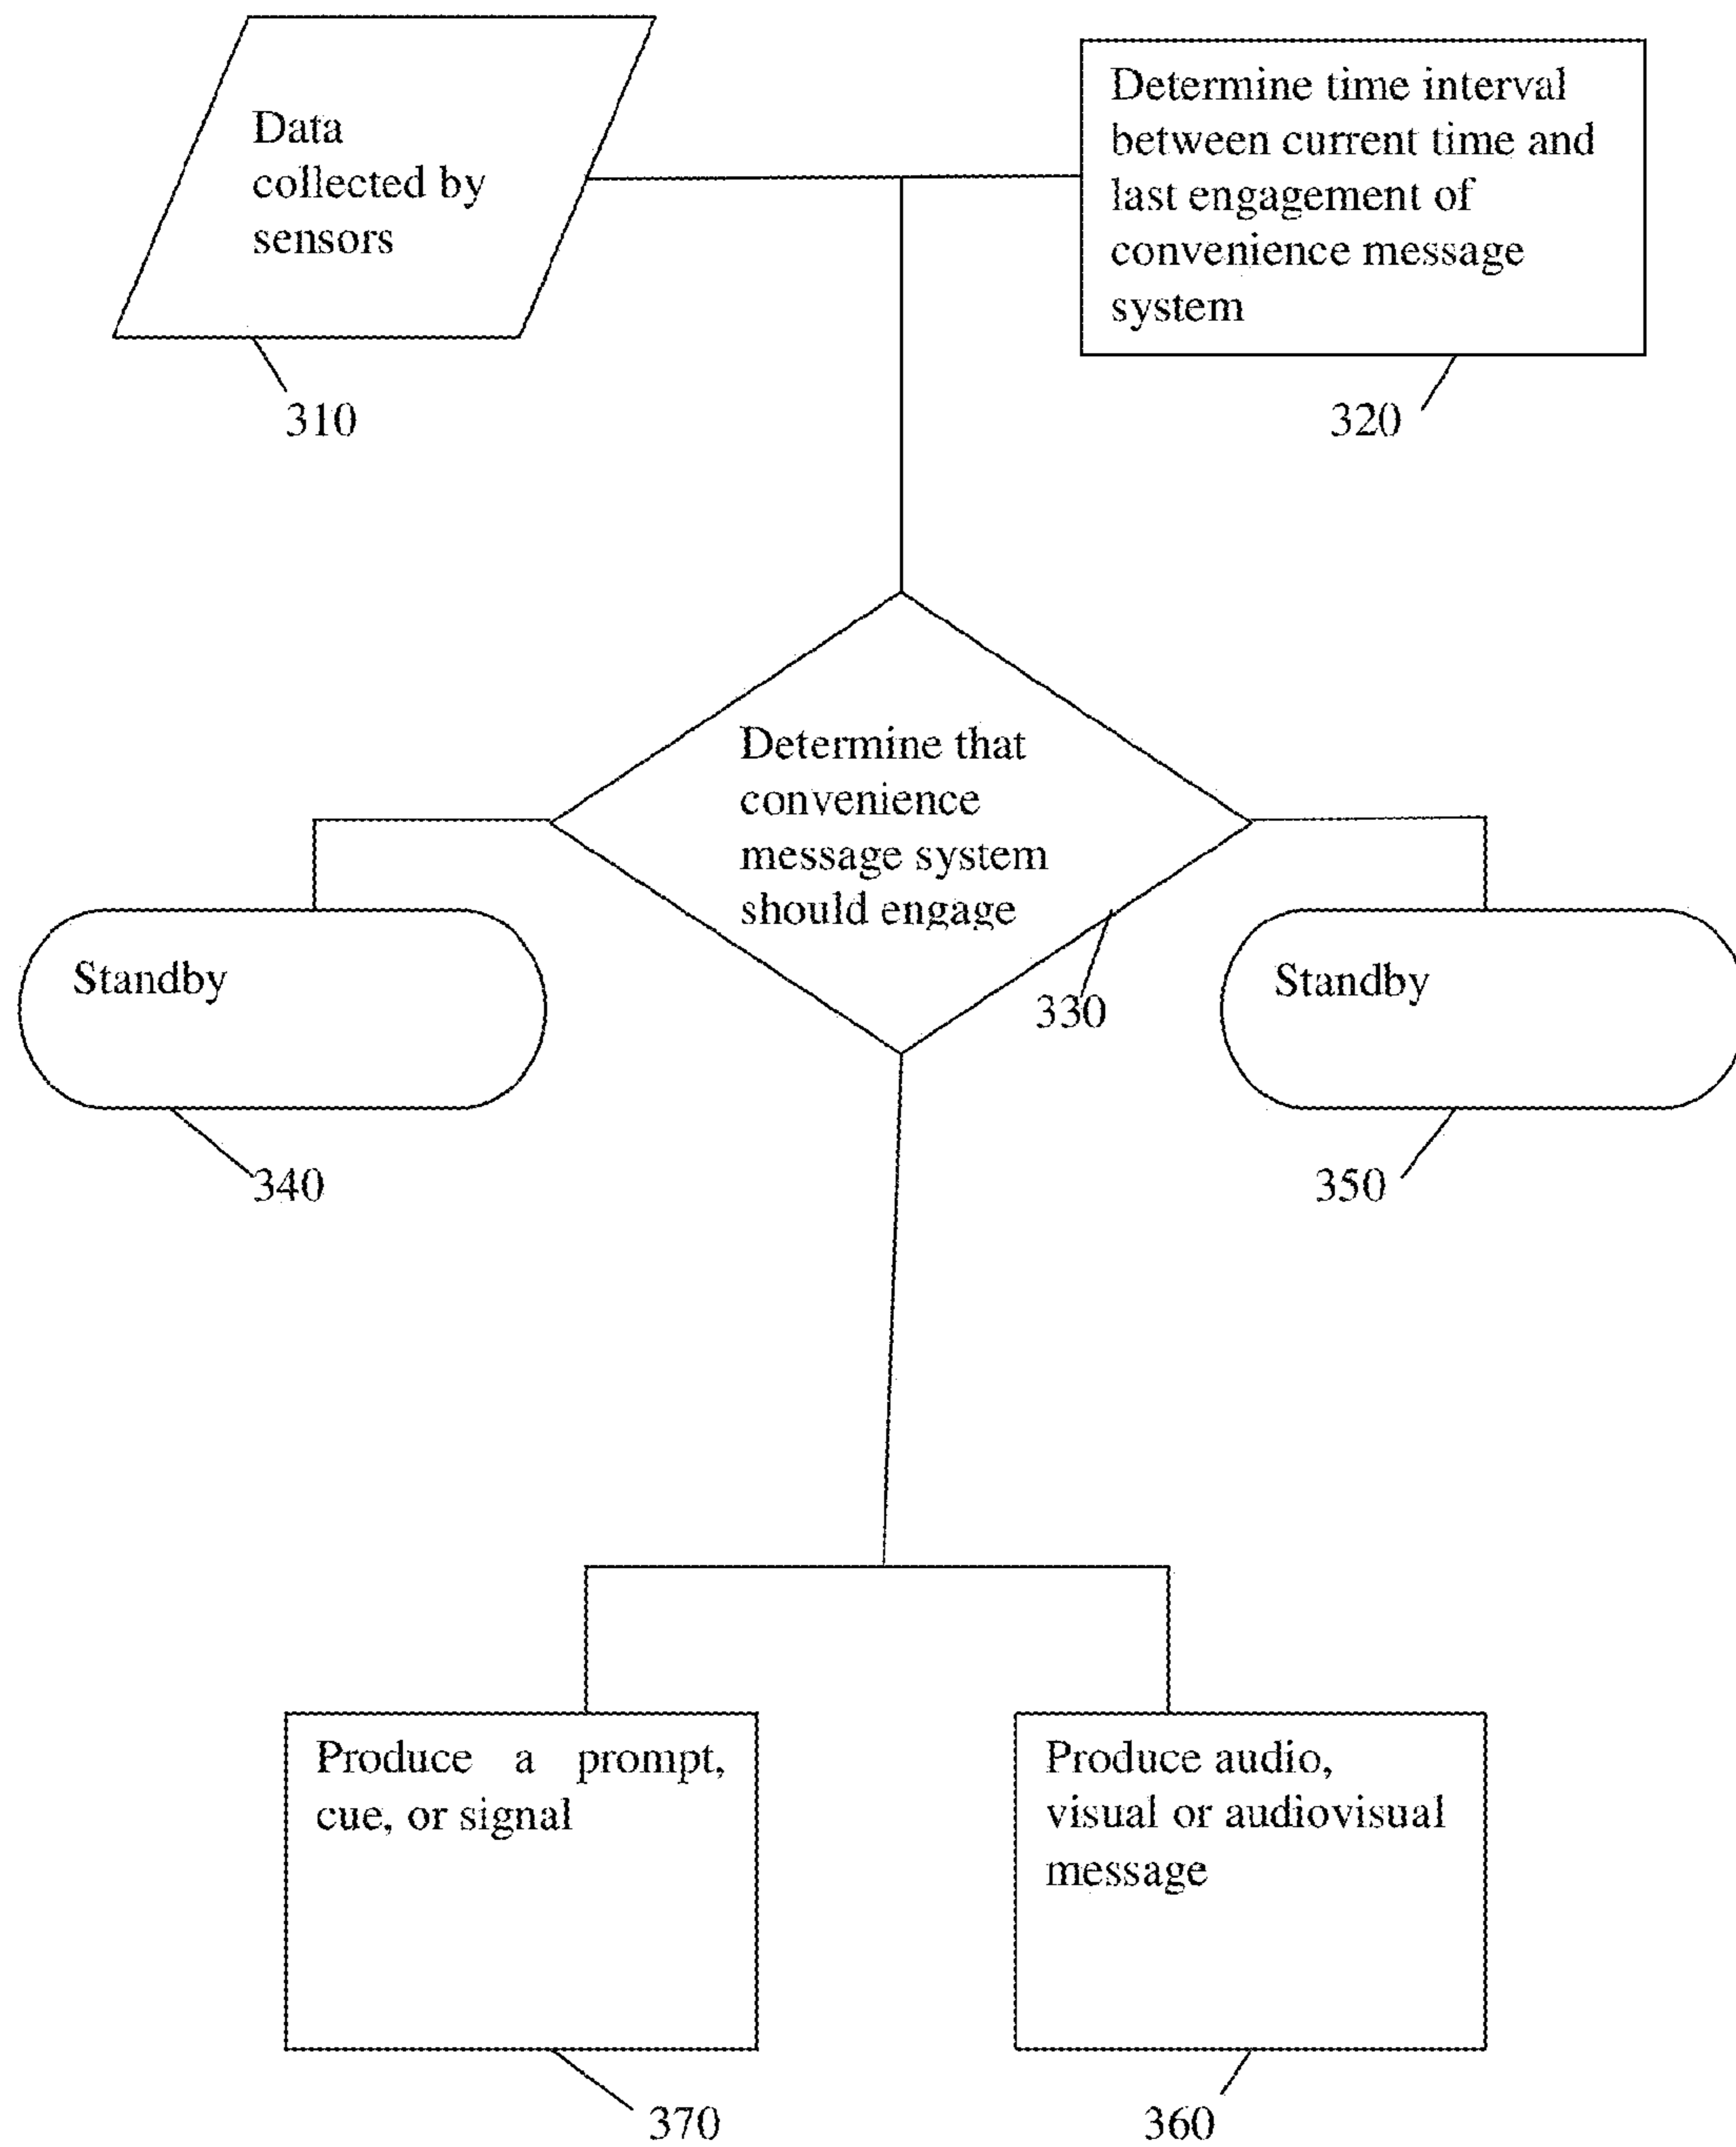 Data
collected by
sensors
310
Determine time interval
between current time and
last engagement of
convenience message
system
320
Determine that
convenience
message system
should engage
330
Standby
340
Standby
350
Produce a prompt,
cue, or signal
370
Produce audio,
visual or audiovisual
message
360